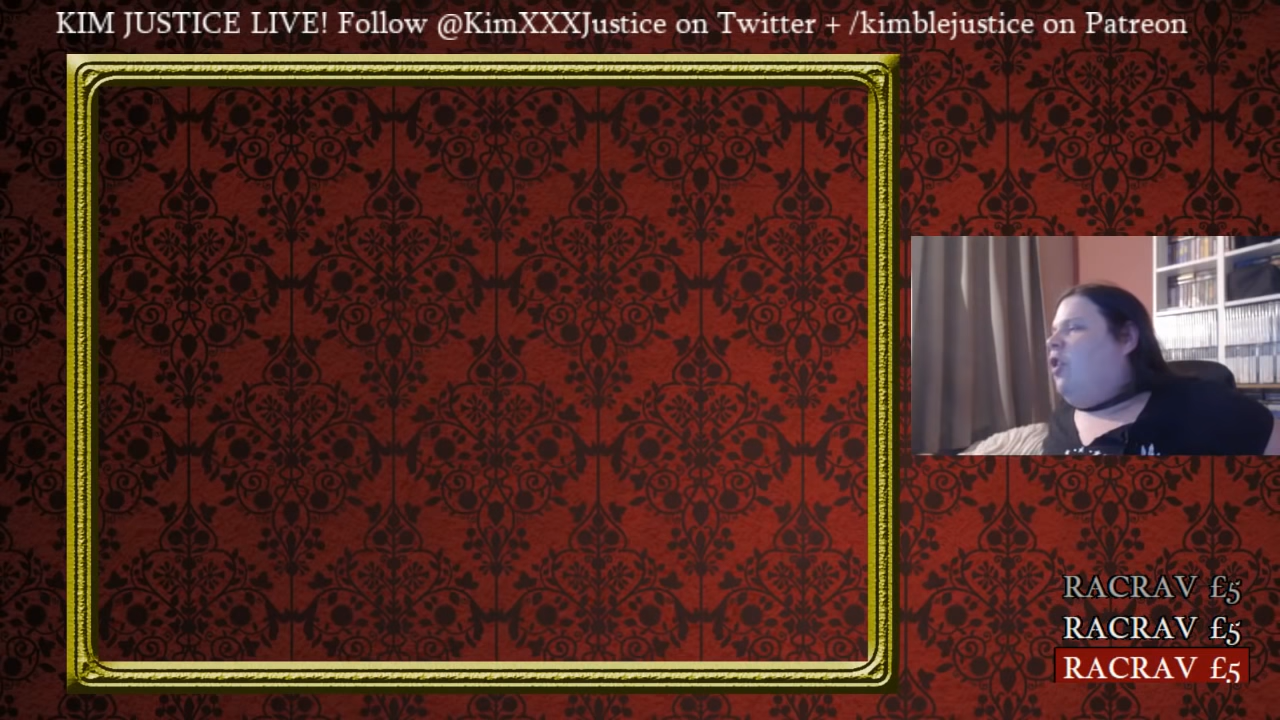 KIM JUSTICE LIVE! Follow @KimXXXJustice on Twitter + /kimblejustice on Patreon
RACRAV £5
RACRAV £5
RACRAV £5